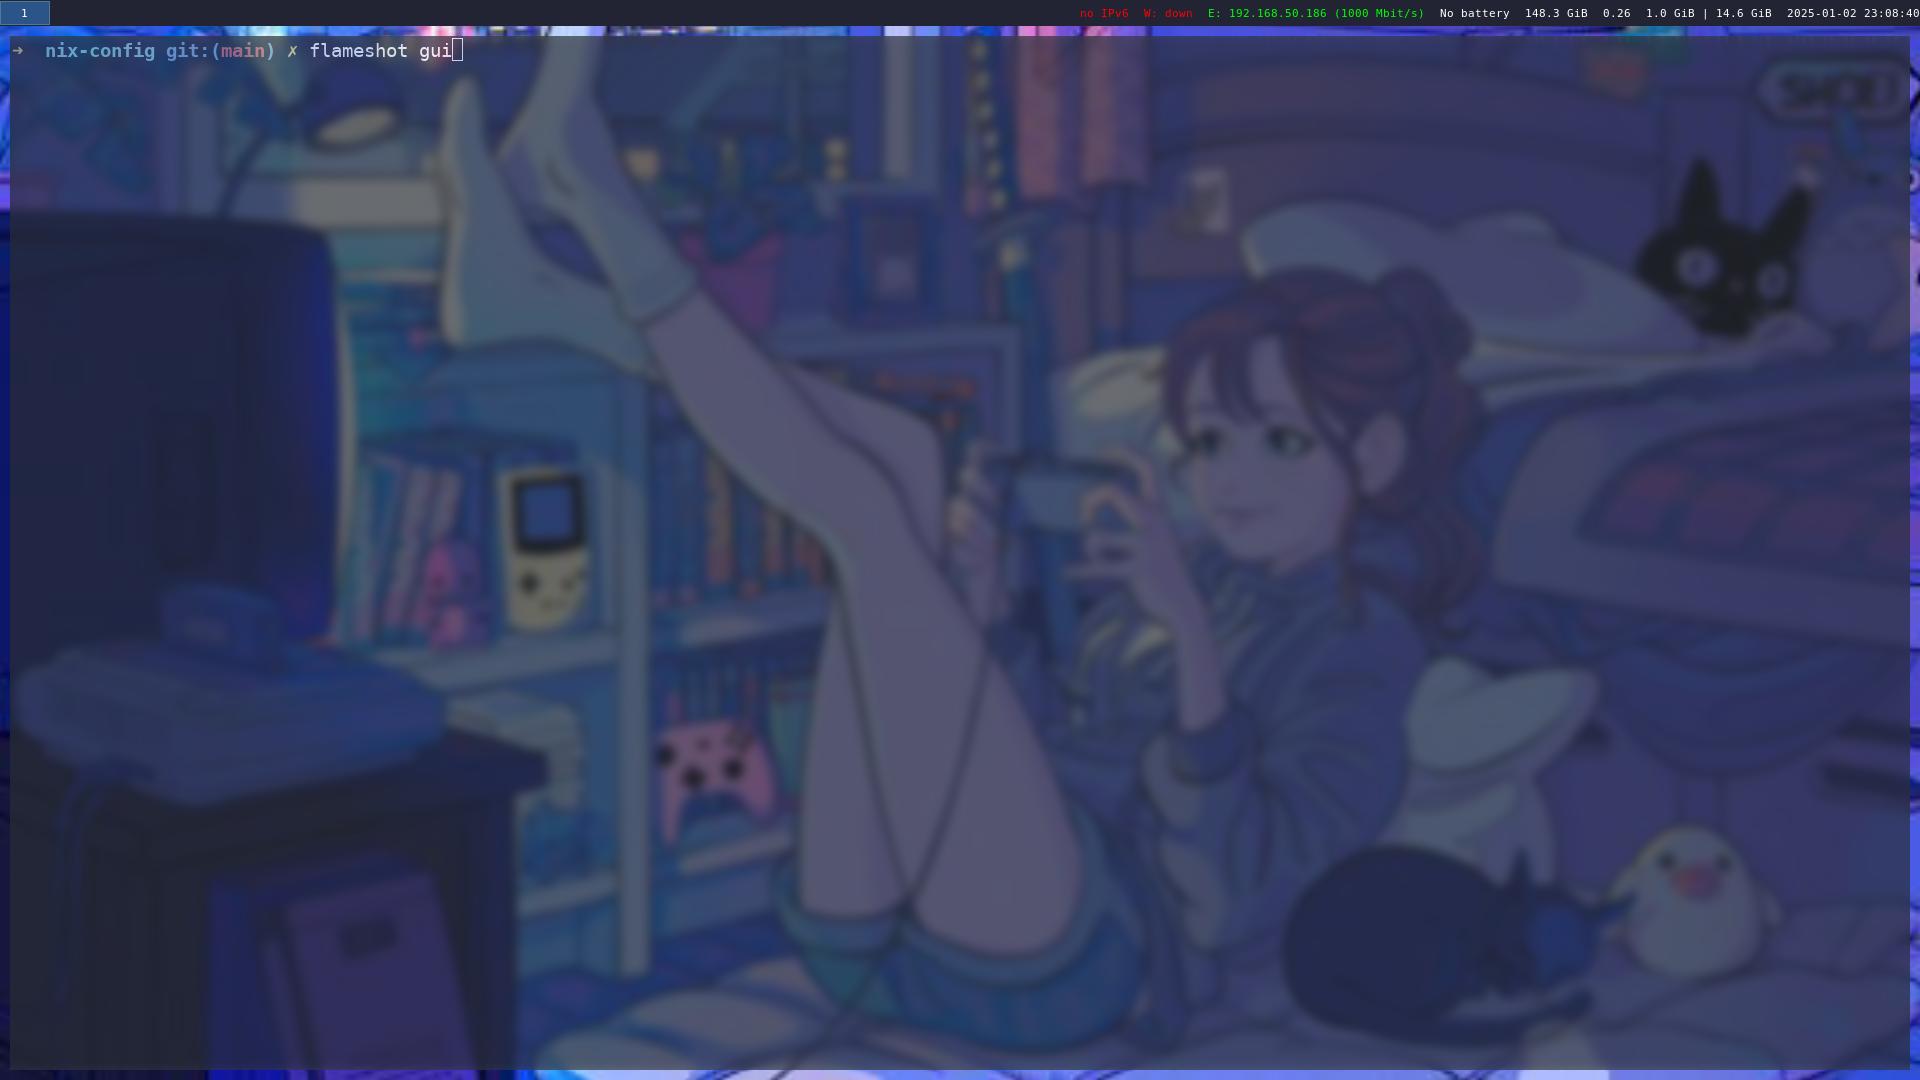 1
no IPv6 W: down E: 192.168.50.186 (1000 Mbit/s) No battery 148.3 GiB 0.26 1.0 GiB | 14.6 GiB 2025-01-02 23:08:40
➜ nix-config git:(main) ✗ flameshot gui